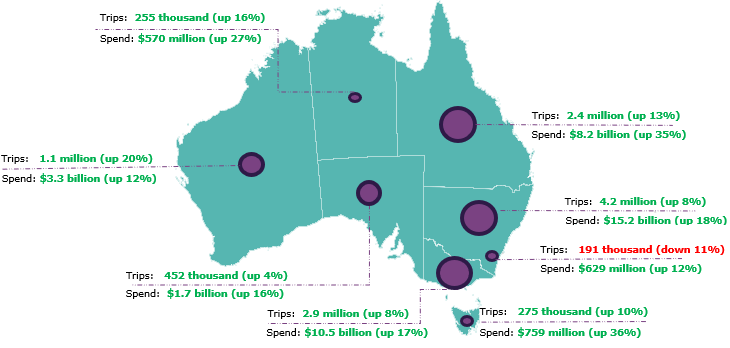 Trips: 255 thousand (up 16%)
Spend: $570 million (up 27%)
Trips: 2.4 million (up 13%)
Spend: $8.2 billion (up 35%)
Trips: 1.1 million (up 20%)
Spend: $3.3 billion (up 12%)
Trips: 4.2 million (up 8%)
Spend: $15.2 billion (up 18%)
Trips: 191 thousand (down 11%)
Spend: $629 million (up 12%)
Trips: 452 thousand (up 4%)
Spend: $1.7 billion (up 16%)
Trips: 2.9 million (up 8%)
Spend: $10.5 billion (up 17%)
Trips: 275 thousand (up 10%)
Spend: $759 million (up 36%)